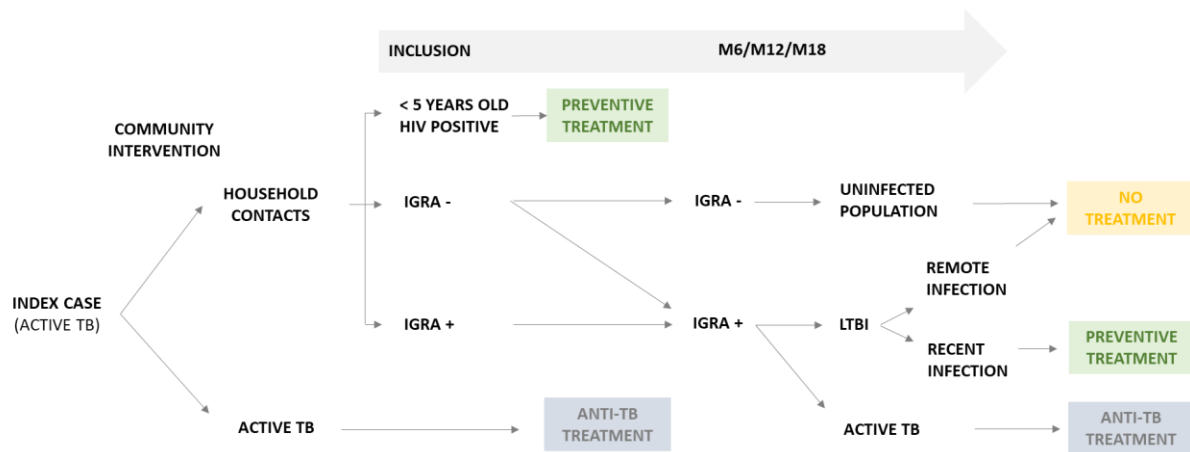 INCLUSION
M6/M12/M18
< 5 YEARS OLD
HIV POSITIVE
PREVENTIVE
TREATMENT
COMMUNITY
INTERVENTION
HOUSEHOLD
CONTACTS
IGRA -
IGRA -
UNINFECTED
POPULATION
NO
TREATMENT
REMOTE
INFECTION
INDEX CASE
(ACTIVE TB)
IGRA +
IGRA +
LTBI
RECENT
INFECTION
PREVENTIVE
TREATMENT
ACTIVE TB
ANTI-TB
TREATMENT
ACTIVE TB
ANTI-TB
TREATMENT